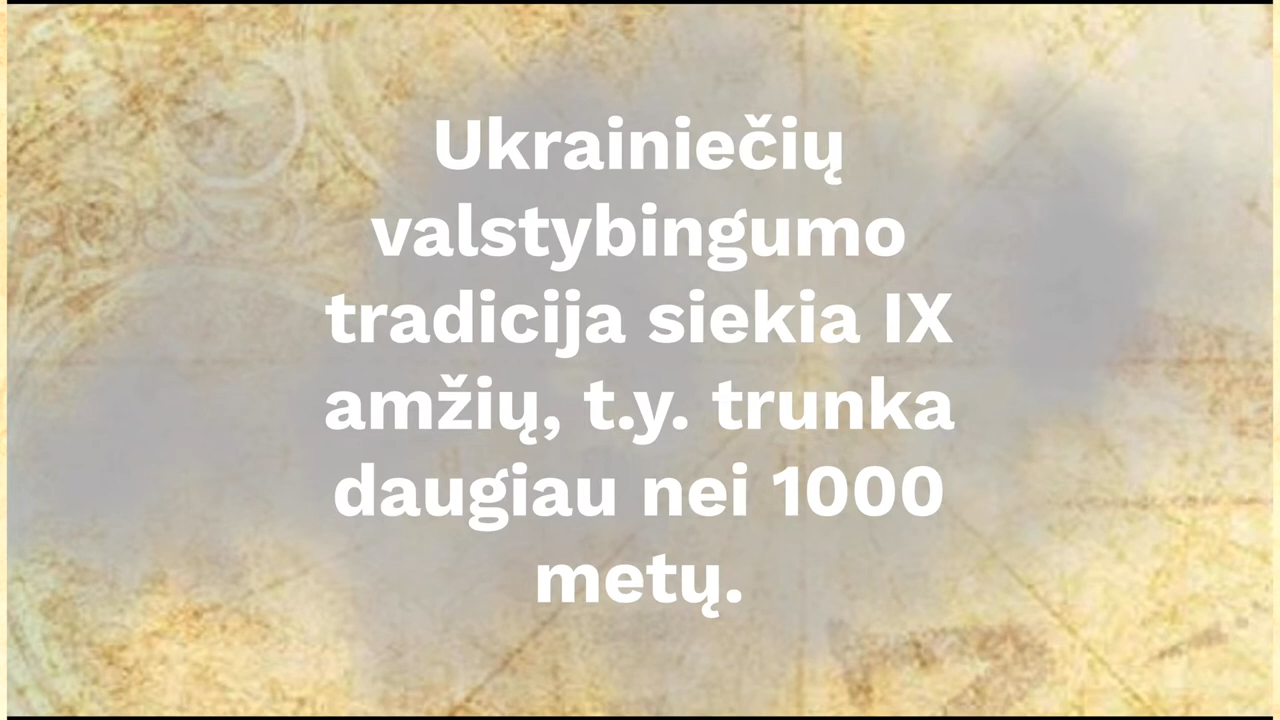 Ukrainiečių
valstybingumo
tradicija siekia IX
amžių, t.y. trunka
daugiau nei 1000
metų.